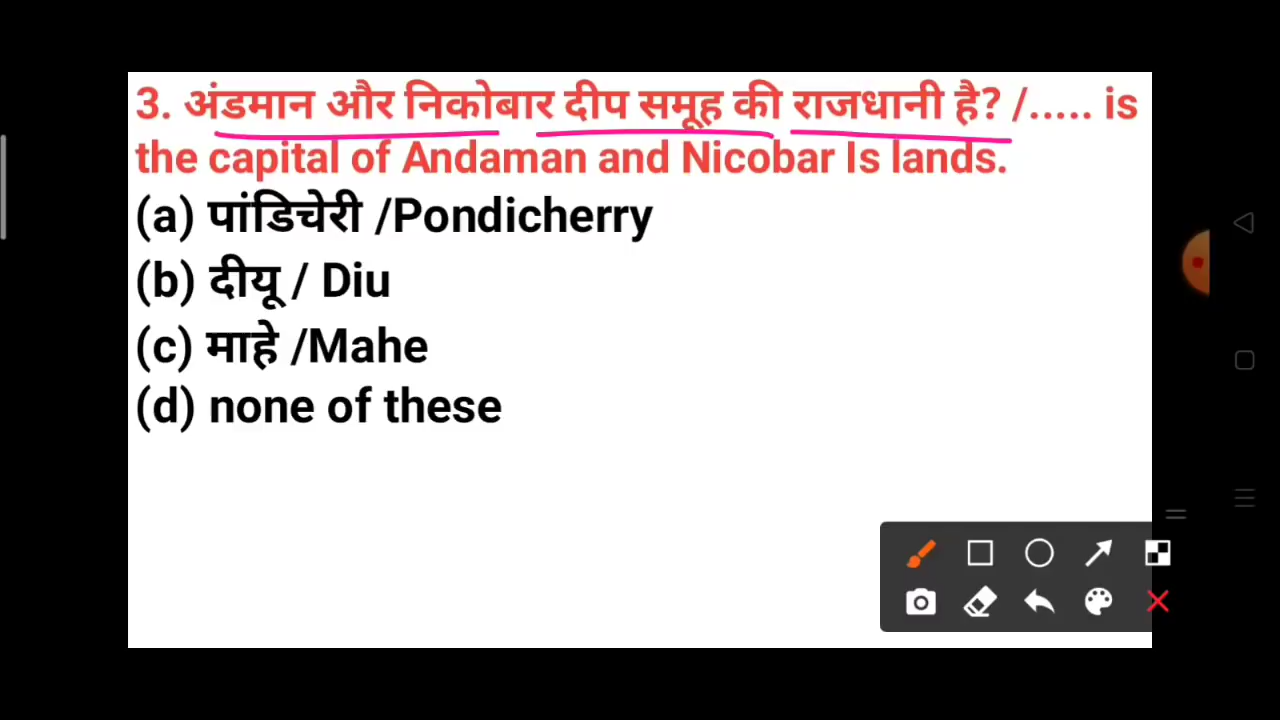 3. अंडमान और निकोबार दीप समूह की राजधानी है? /..... is
the capital of Andaman and Nicobar Is lands.
(a) पांडिचेरी /Pondicherry
(b) दीयू / Diu
(c) माहे /Mahe
(d) none of these